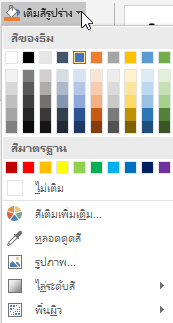 เติมสีรูปร่าง
สีของธีม
สีมาตรฐาน
ไม่เติม
สีเติมเพิ่มเติม...
หลอดดูดสี
รูปภาพ...
ไล่ระดับสี
พื้นผิว